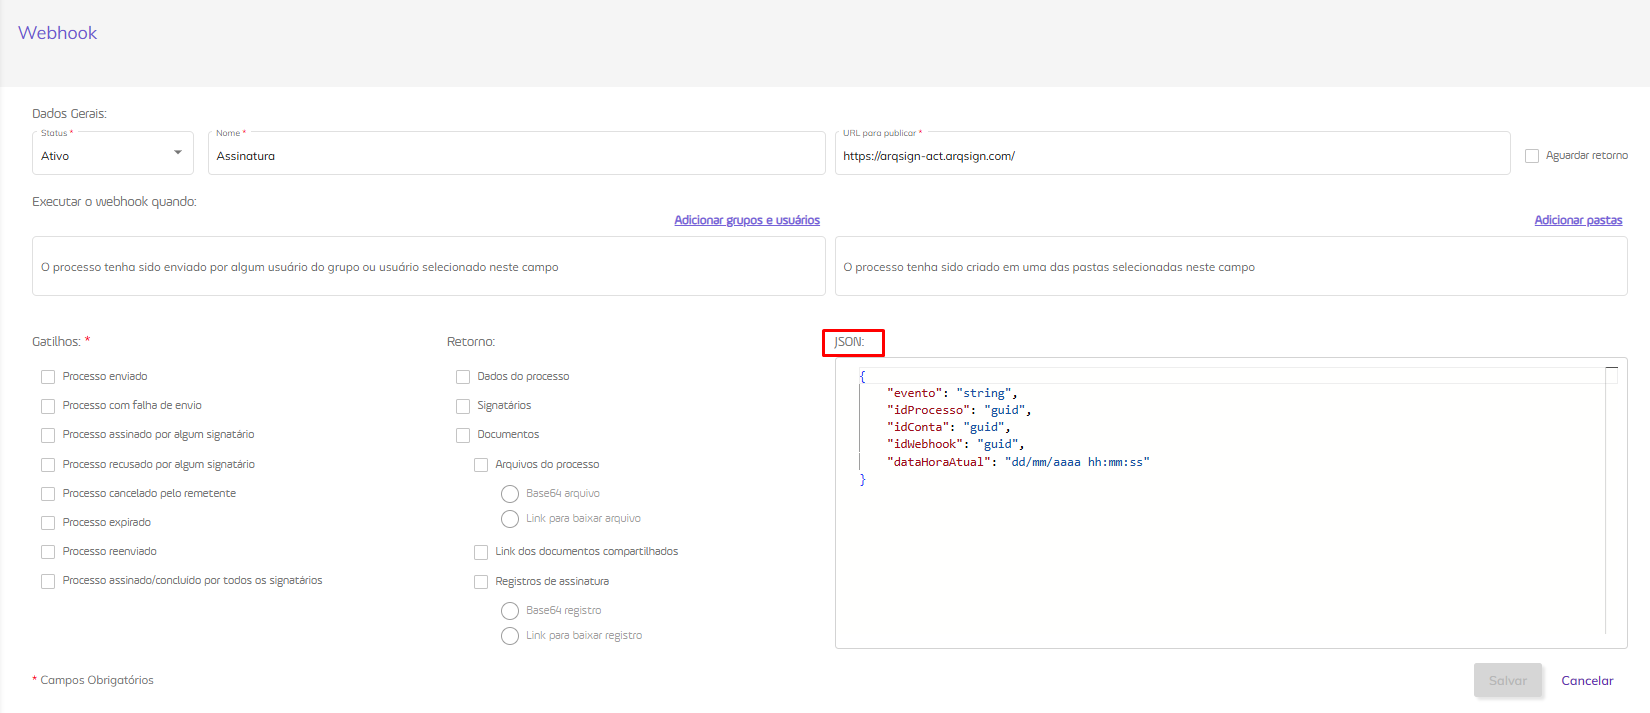 Webhook
Dados Gerais:
Status *
Ativo
Nome *
Assinatura
URL para publicar *
https://arqsign-act.arqsign.com/
Aguardar retorno
Executar o webhook quando:
Adicionar grupos e usuários
Adicionar pastas
O processo tenha sido enviado por algum usuário do grupo ou usuário selecionado neste campo
O processo tenha sido criado em uma das pastas selecionadas neste campo
Gatilhos: *
Processo enviado
Processo com falha de envio
Processo assinado por algum signatário
Processo recusado por algum signatário
Processo cancelado pelo remetente
Processo expirado
Processo reenviado
Processo assinado/concluído por todos os signatários
Retorno:
Dados do processo
Signatários
Documentos
Arquivos do processo
Base64 arquivo
Link para baixar arquivo
Link dos documentos compartilhados
Registros de assinatura
Base64 registro
Link para baixar registro
JSON:
{
"evento": "string",
"idProcesso": "guid",
"idConta": "guid",
"idWebhook": "guid",
"dataHoraAtual": "dd/mm/aaaa hh:mm:ss"
}
* Campos Obrigatórios
Salvar
Cancelar